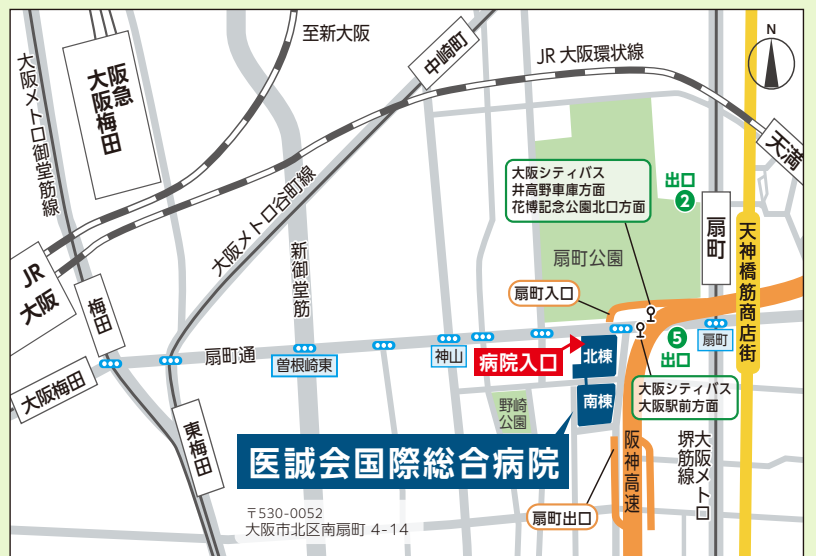 至新大阪
中崎町
JR 大阪環状線
N
大阪メトロ御堂筋線
阪急
大阪梅田
天満
大阪シティバス
井高野車庫方面
花博記念公園北口方面
出口
2
扇町
天神橋筋商店街
大阪メトロ谷町線
新御堂筋
扇町公園
JR
大阪
梅田
扇町入口
扇町通
曽根崎東
神山
病院入口
北棟
5
出口
扇町
大阪梅田
南棟
野崎
公園
大阪シティバス
大阪駅前方面
東梅田
医誠会国際総合病院
阪神高速
大阪メトロ
堺筋線
〒530-0052
大阪市北区南扇町 4-14
扇町出口